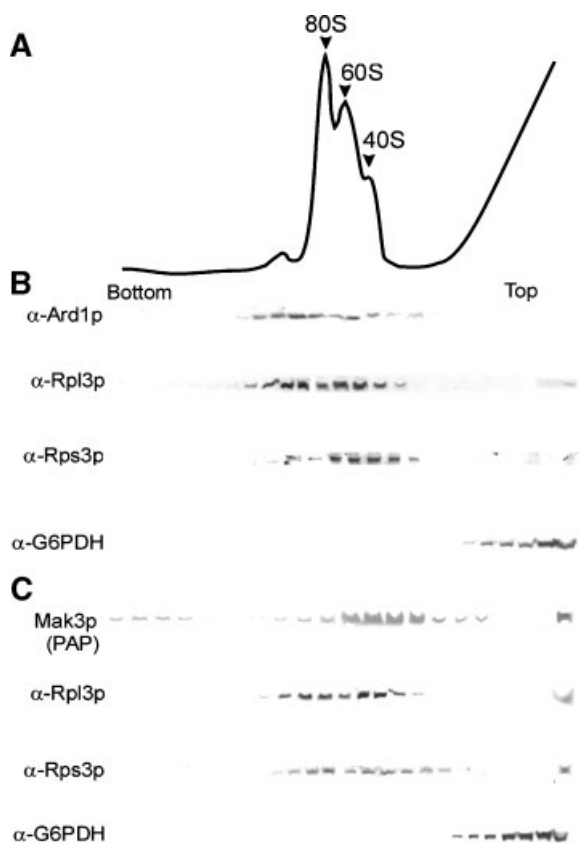 A
80S
60S
40S
B
Bottom
Top
α-Ard1p
α-Rpl3p
α-Rps3p
α-G6PDH
C
Mak3p
(PAP)
α-Rpl3p
α-Rps3p
α-G6PDH